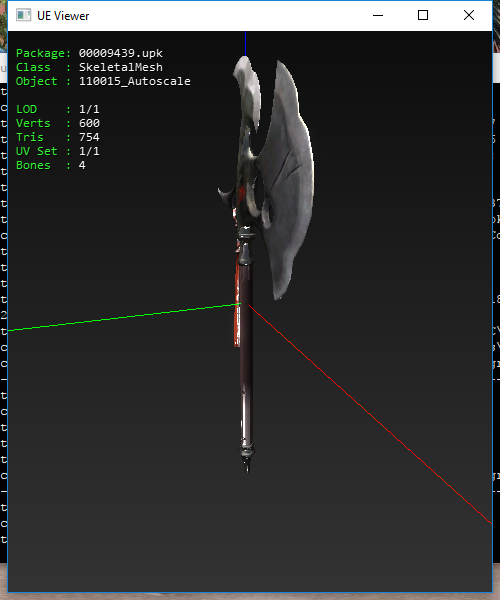 UE Viewer
Package: 00009439.upk
Class : SkeletalMesh
Object : 110015_Autoscale
LOD : 1/1
Verts : 600
Tris : 754
UV Set : 1/1
Bones : 4